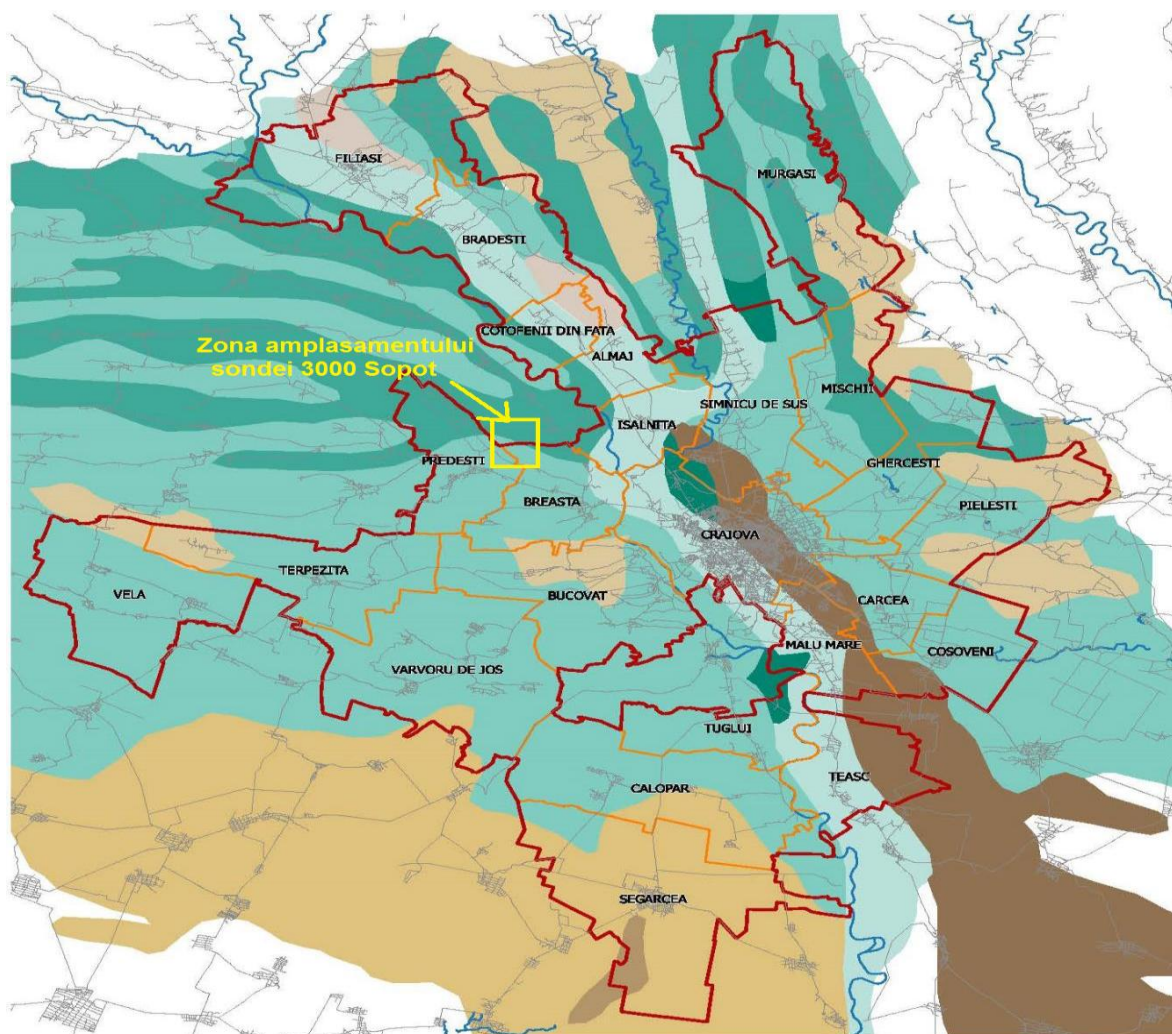 FILIASI
MURGASI
BRADESTI
COTOFENII DIN FATA
Zona amplasamentului
sondei 3000 Sopot
ALMAJ
MISCHII
SIMNICU DE SUS
ISALNITA
PREDESTI
GHERCESTI
BREASTA
PIELESTI
CRAIOVA
TERPEZITA
VELA
BUCOVAT
CARCEA
MALU MARE
COSOVENI
VARVORU DE JOS
TUGLUI
TEASC
CALOPAR
SEGARCEA